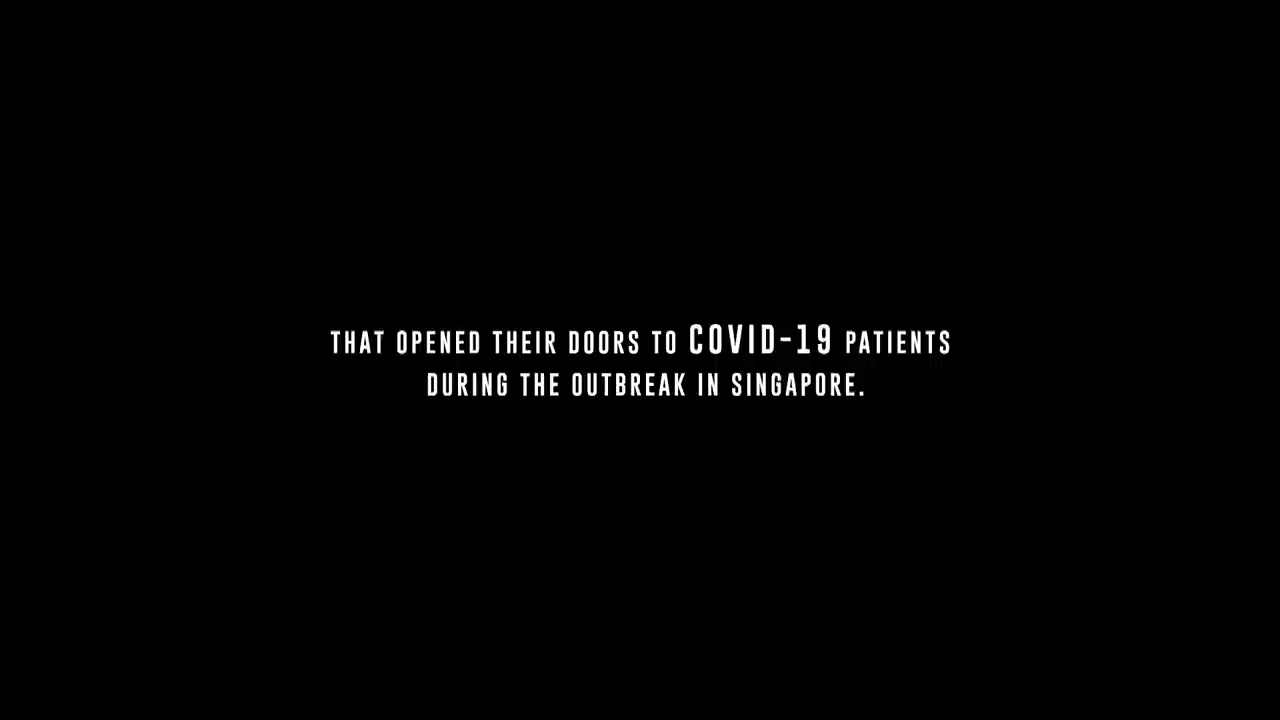 THAT OPENED THEIR DOORS TO COVID-19 PATIENTS
DURING THE OUTBREAK IN SINGAPORE.